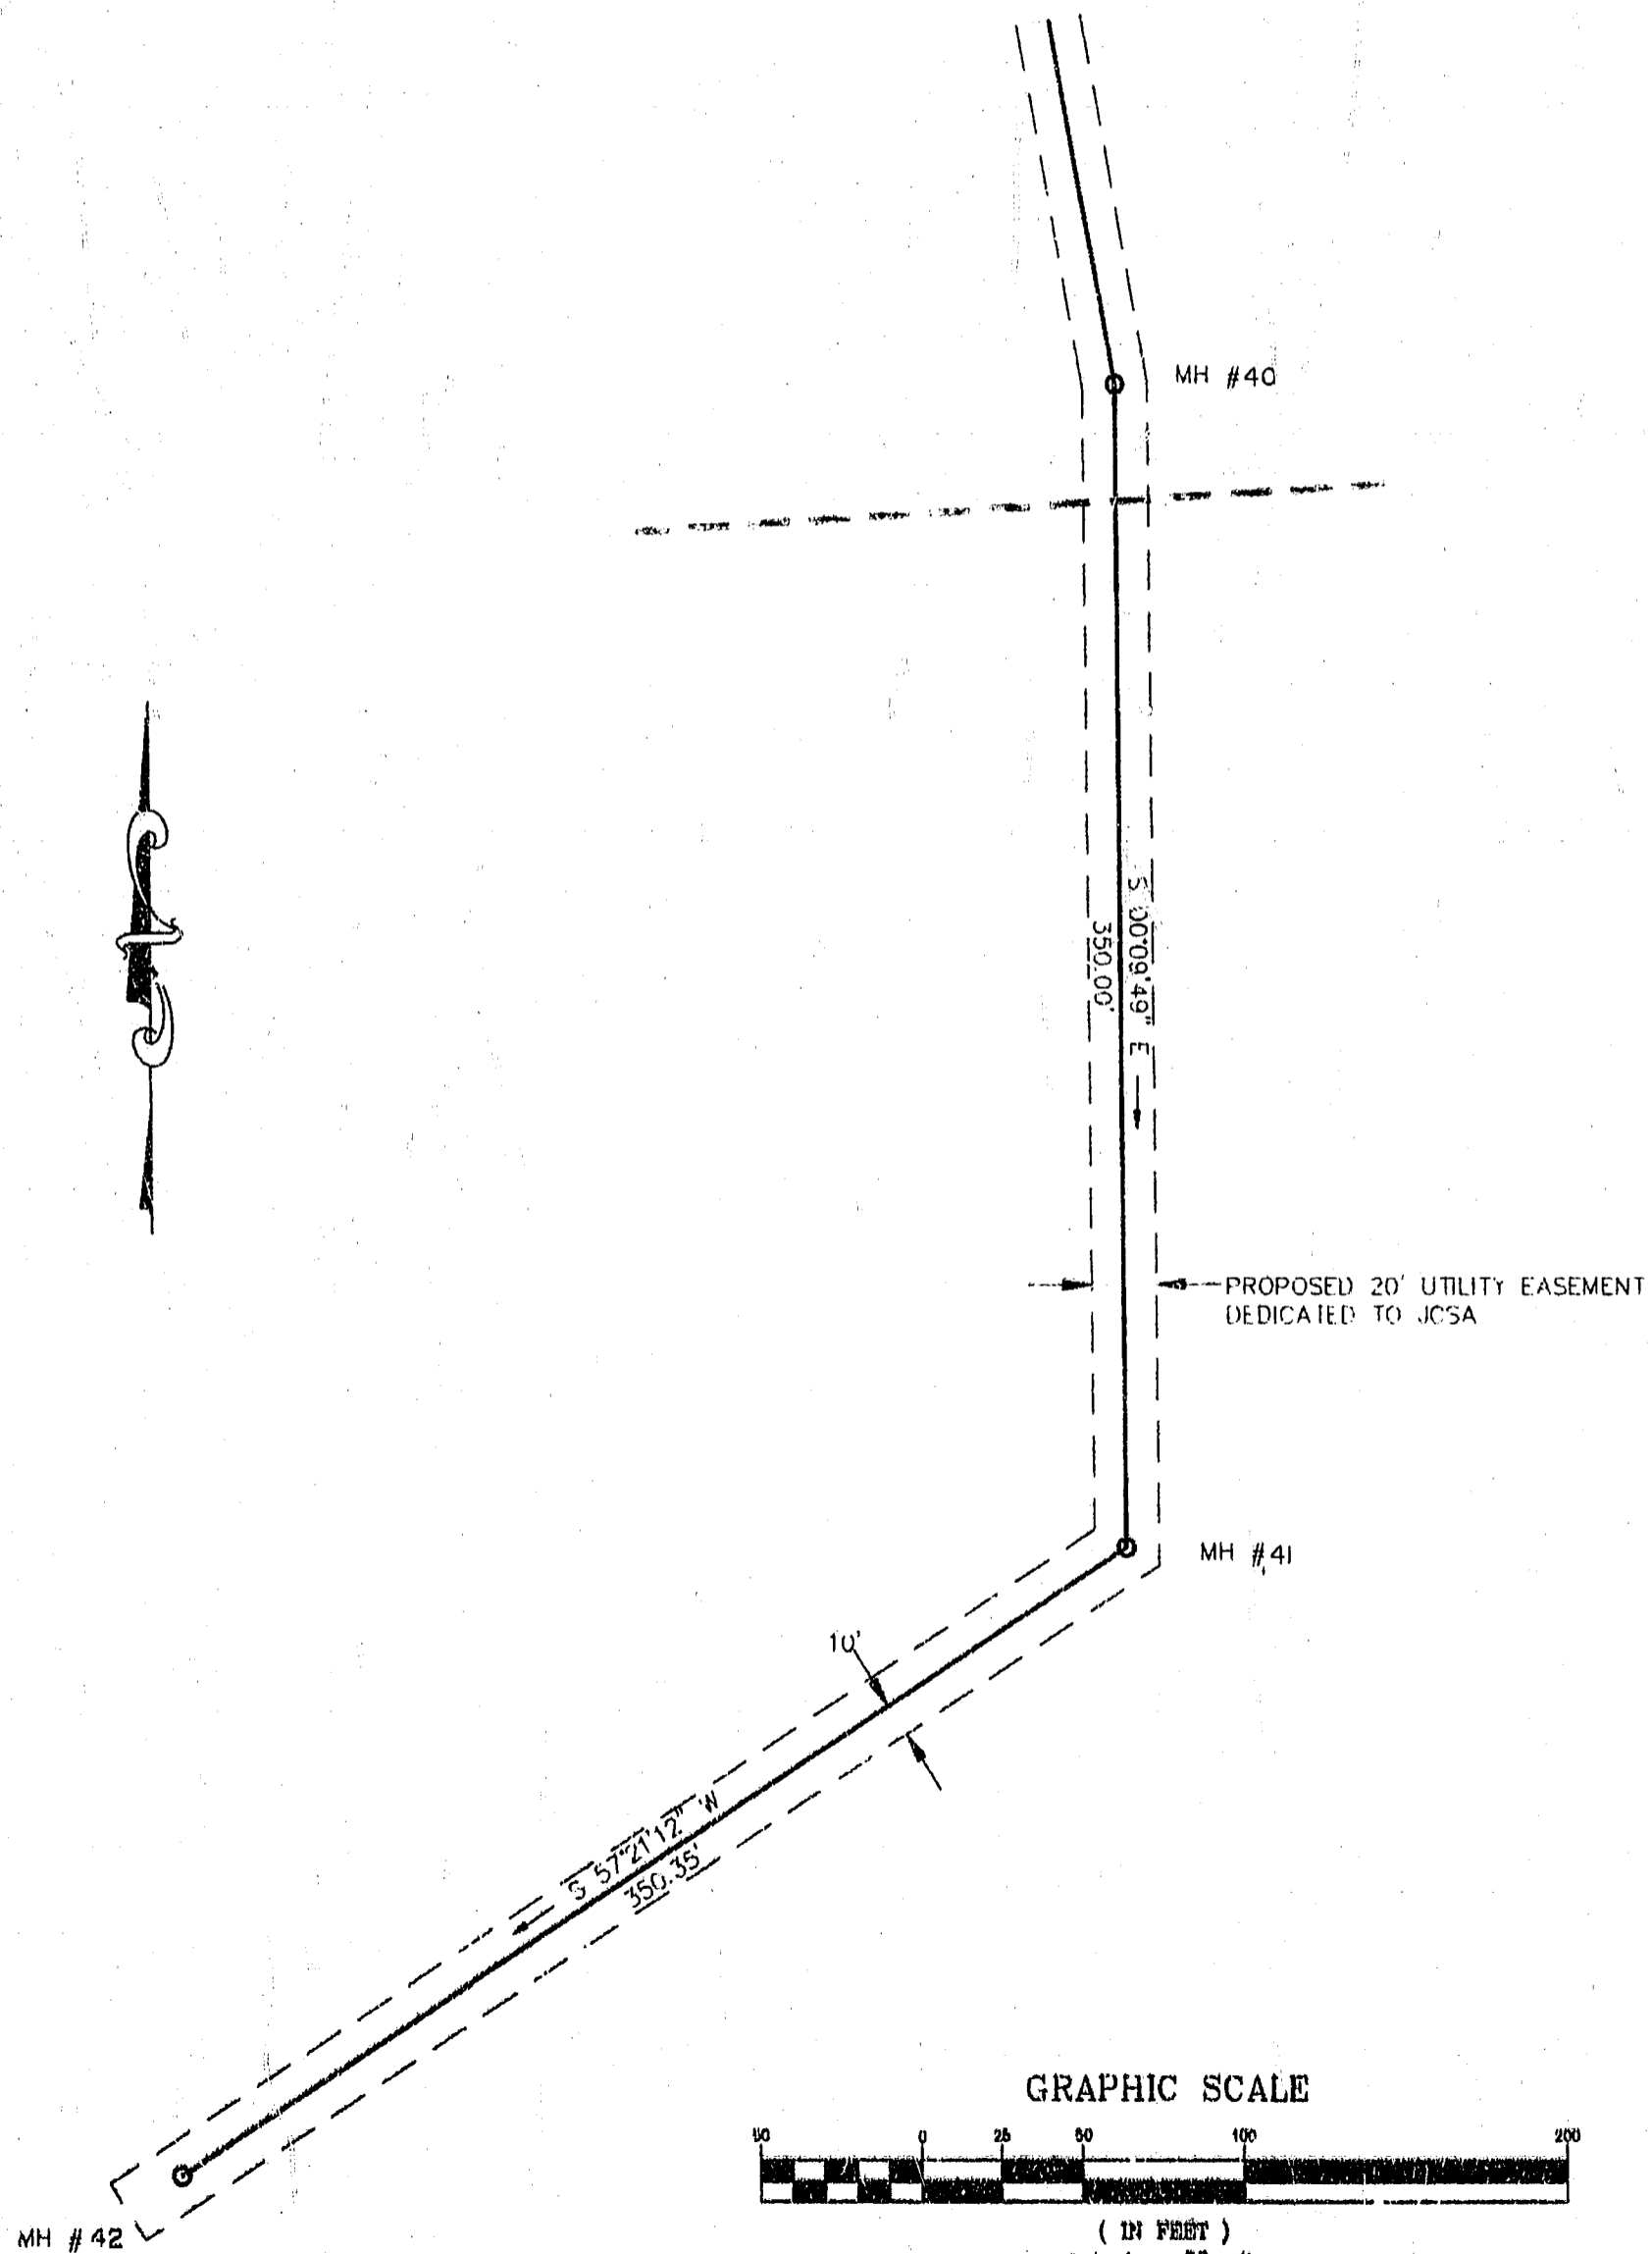 MH #40
S 00°09'49" E
350.00'
PROPOSED 20' UTILITY EASEMENT
DEDICATED TO JCSA
MH #41
10'
S 57°21'12" W
350.35'
GRAPHIC SCALE
50 0 25 50 100 200
( IN FEET )
MH #42